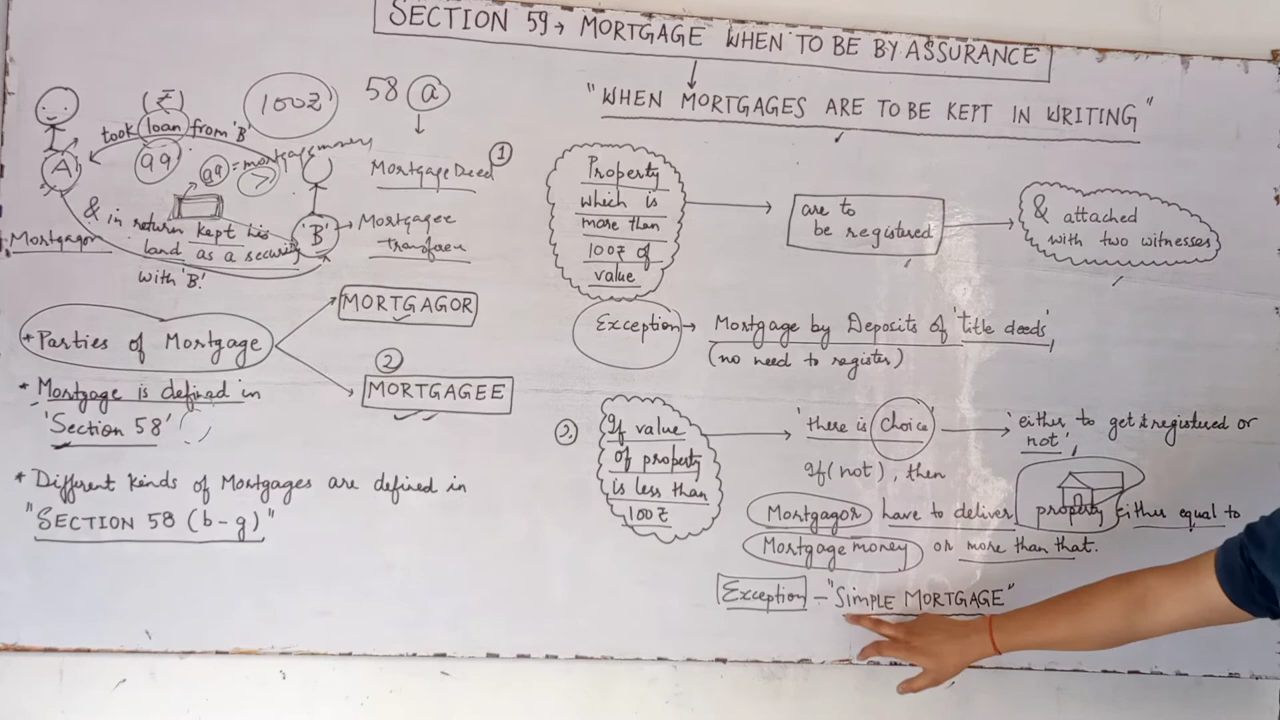 SECTION 59 → MORTGAGE WHEN TO BE BY ASSURANCE
"WHEN MORTGAGES ARE TO BE KEPT IN WRITING"
(₹)
100₹
58 (a)
took loan from 'B'
99
99 = mortgage money
>
A
Mortgage Deed
& in return kept his
land as a security
with 'B'.
Mortgagor
'B'
→ Mortgagee
* Parties of Mortgage
MORTGAGOR
②
MORTGAGEE
* Mortgage is defined in
'Section 58'
* Different kinds of Mortgages are defined in
"SECTION 58 (b-g)"
①
Property
which is
more than
100₹ of
value
are to
be registered
& attached
with two witnesses
Exception → Mortgage by Deposits of 'title deeds'
(no need to register)
2.
If value
of property
is less than
100₹
'there is choice'
'either to get it registered or
not'
If (not), then
Mortgagor have to deliver property either equal to
Mortgage money or more than that.
Exception - "SIMPLE MORTGAGE"